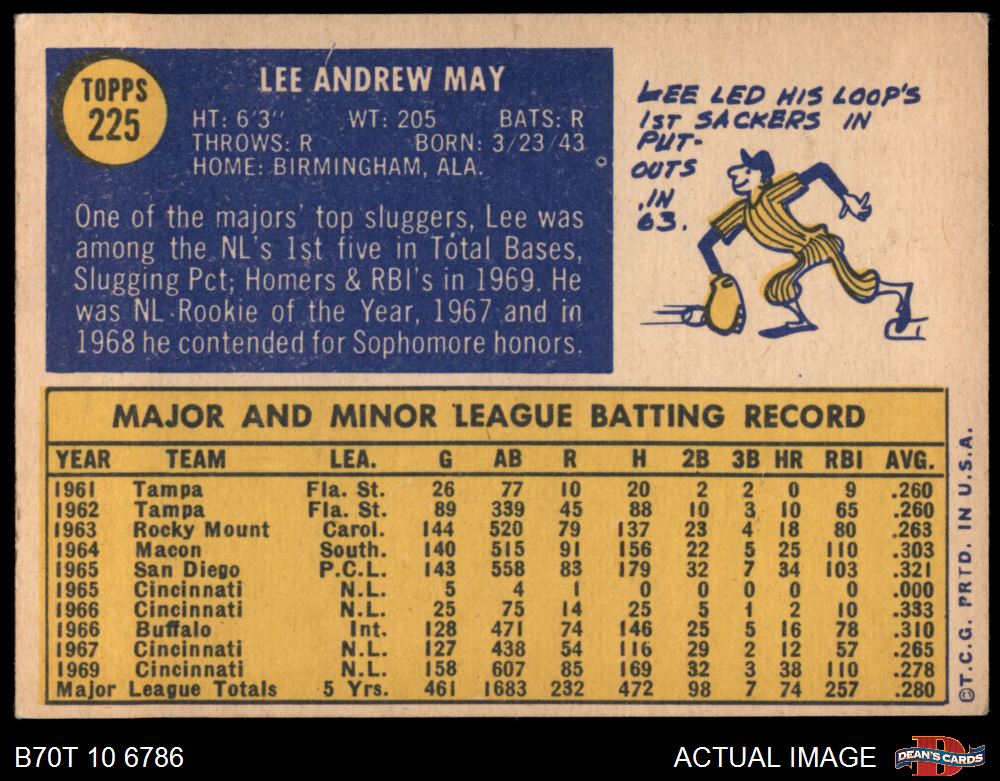 TOPPS
225
LEE ANDREW MAY
HT: 6'3" WT: 205 BATS: R
THROWS: R BORN: 3/23/43
HOME: BIRMINGHAM, ALA.
One of the majors' top sluggers, Lee was
among the NL's 1st five in Total Bases,
Slugging Pct; Homers & RBI's in 1969. He
was NL Rookie of the Year, 1967 and in
1968 he contended for Sophomore honors.
LEE LED HIS LOOP'S
1ST SACKERS IN
PUT-
OUTS
IN
63.
MAJOR AND MINOR LEAGUE BATTING RECORD
YEAR TEAM LEA. G AB R H 2B 3B HR RBI AVG.
1961 Tampa Fla. St. 26 77 10 20 2 2 0 9 .260
1962 Tampa Fla. St. 89 339 45 88 10 3 10 65 .260
1963 Rocky Mount Carol. 144 520 79 137 23 4 18 80 .263
1964 Macon South. 140 515 91 156 22 5 25 110 .303
1965 San Diego P.C.L. 143 558 83 179 32 7 34 103 .321
1965 Cincinnati N.L. 5 4 1 0 0 0 0 0 .000
1966 Cincinnati N.L. 25 75 14 25 5 1 2 10 .333
1966 Buffalo Int. 128 471 74 146 25 5 16 78 .310
1967 Cincinnati N.L. 127 438 54 116 29 2 12 57 .265
1969 Cincinnati N.L. 158 607 85 169 32 3 38 110 .278
Major League Totals 5 Yrs. 461 1683 232 472 98 7 74 257 .280
©T.C.G. PRTD. IN U.S.A.
B70T 10 6786
ACTUAL IMAGE
D
DEAN'S CARDS